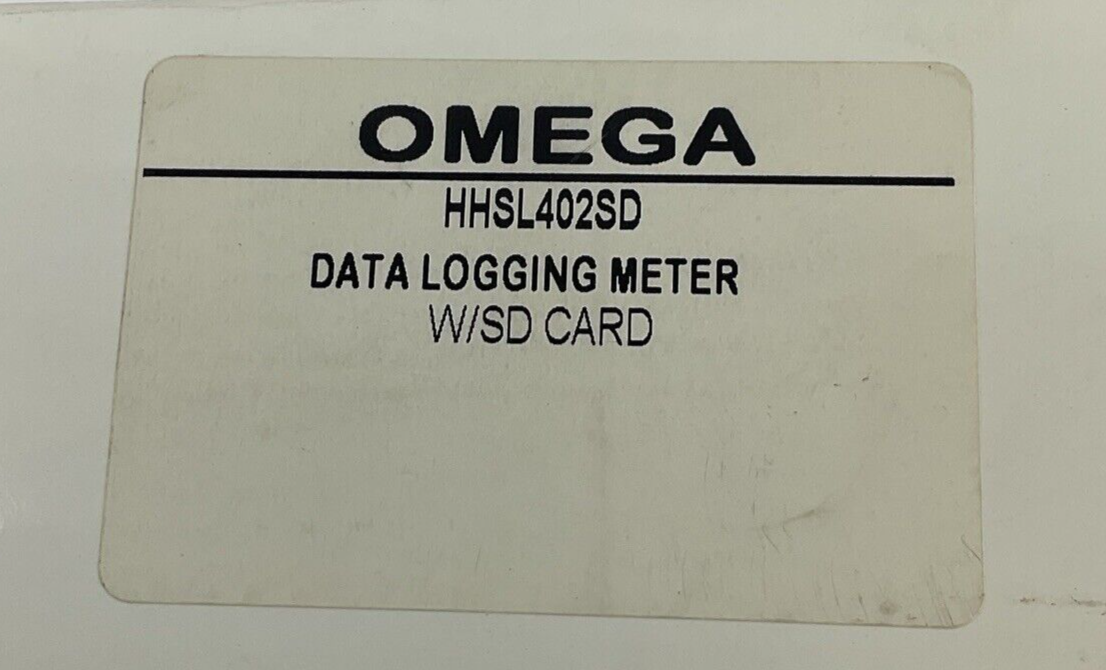 OMEGA
HHSL402SD
DATA LOGGING METER
W/SD CARD